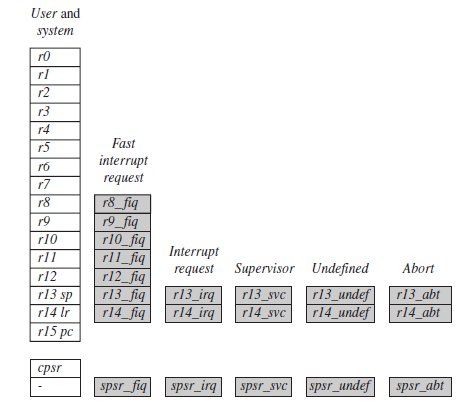 User and
system
r0
r1
r2
r3
r4
r5 Fast
r6 interrupt
r7 request
r8 r8_fiq
r9 r9_fiq
r10 r10_fiq
r11 r11_fiq Interrupt
r12 r12_fiq request Supervisor Undefined Abort
r13 sp r13_fiq r13_irq r13_svc r13_undef r13_abt
r14 lr r14_fiq r14_irq r14_svc r14_undef r14_abt
r15 pc
cpsr
- spsr_fiq spsr_irq spsr_svc spsr_undef spsr_abt